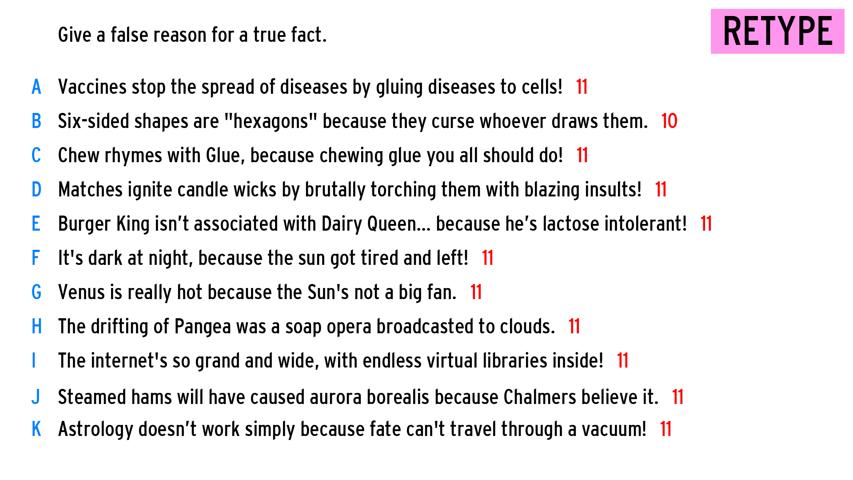 Give a false reason for a true fact.
RETYPE
A Vaccines stop the spread of diseases by gluing diseases to cells! 11
B Six-sided shapes are "hexagons" because they curse whoever draws them. 10
C Chew rhymes with Glue, because chewing glue you all should do! 11
D Matches ignite candle wicks by brutally torching them with blazing insults! 11
E Burger King isn’t associated with Dairy Queen... because he’s lactose intolerant! 11
F It's dark at night, because the sun got tired and left! 11
G Venus is really hot because the Sun's not a big fan. 11
H The drifting of Pangea was a soap opera broadcasted to clouds. 11
I The internet's so grand and wide, with endless virtual libraries inside! 11
J Steamed hams will have caused aurora borealis because Chalmers believe it. 11
K Astrology doesn’t work simply because fate can't travel through a vacuum! 11